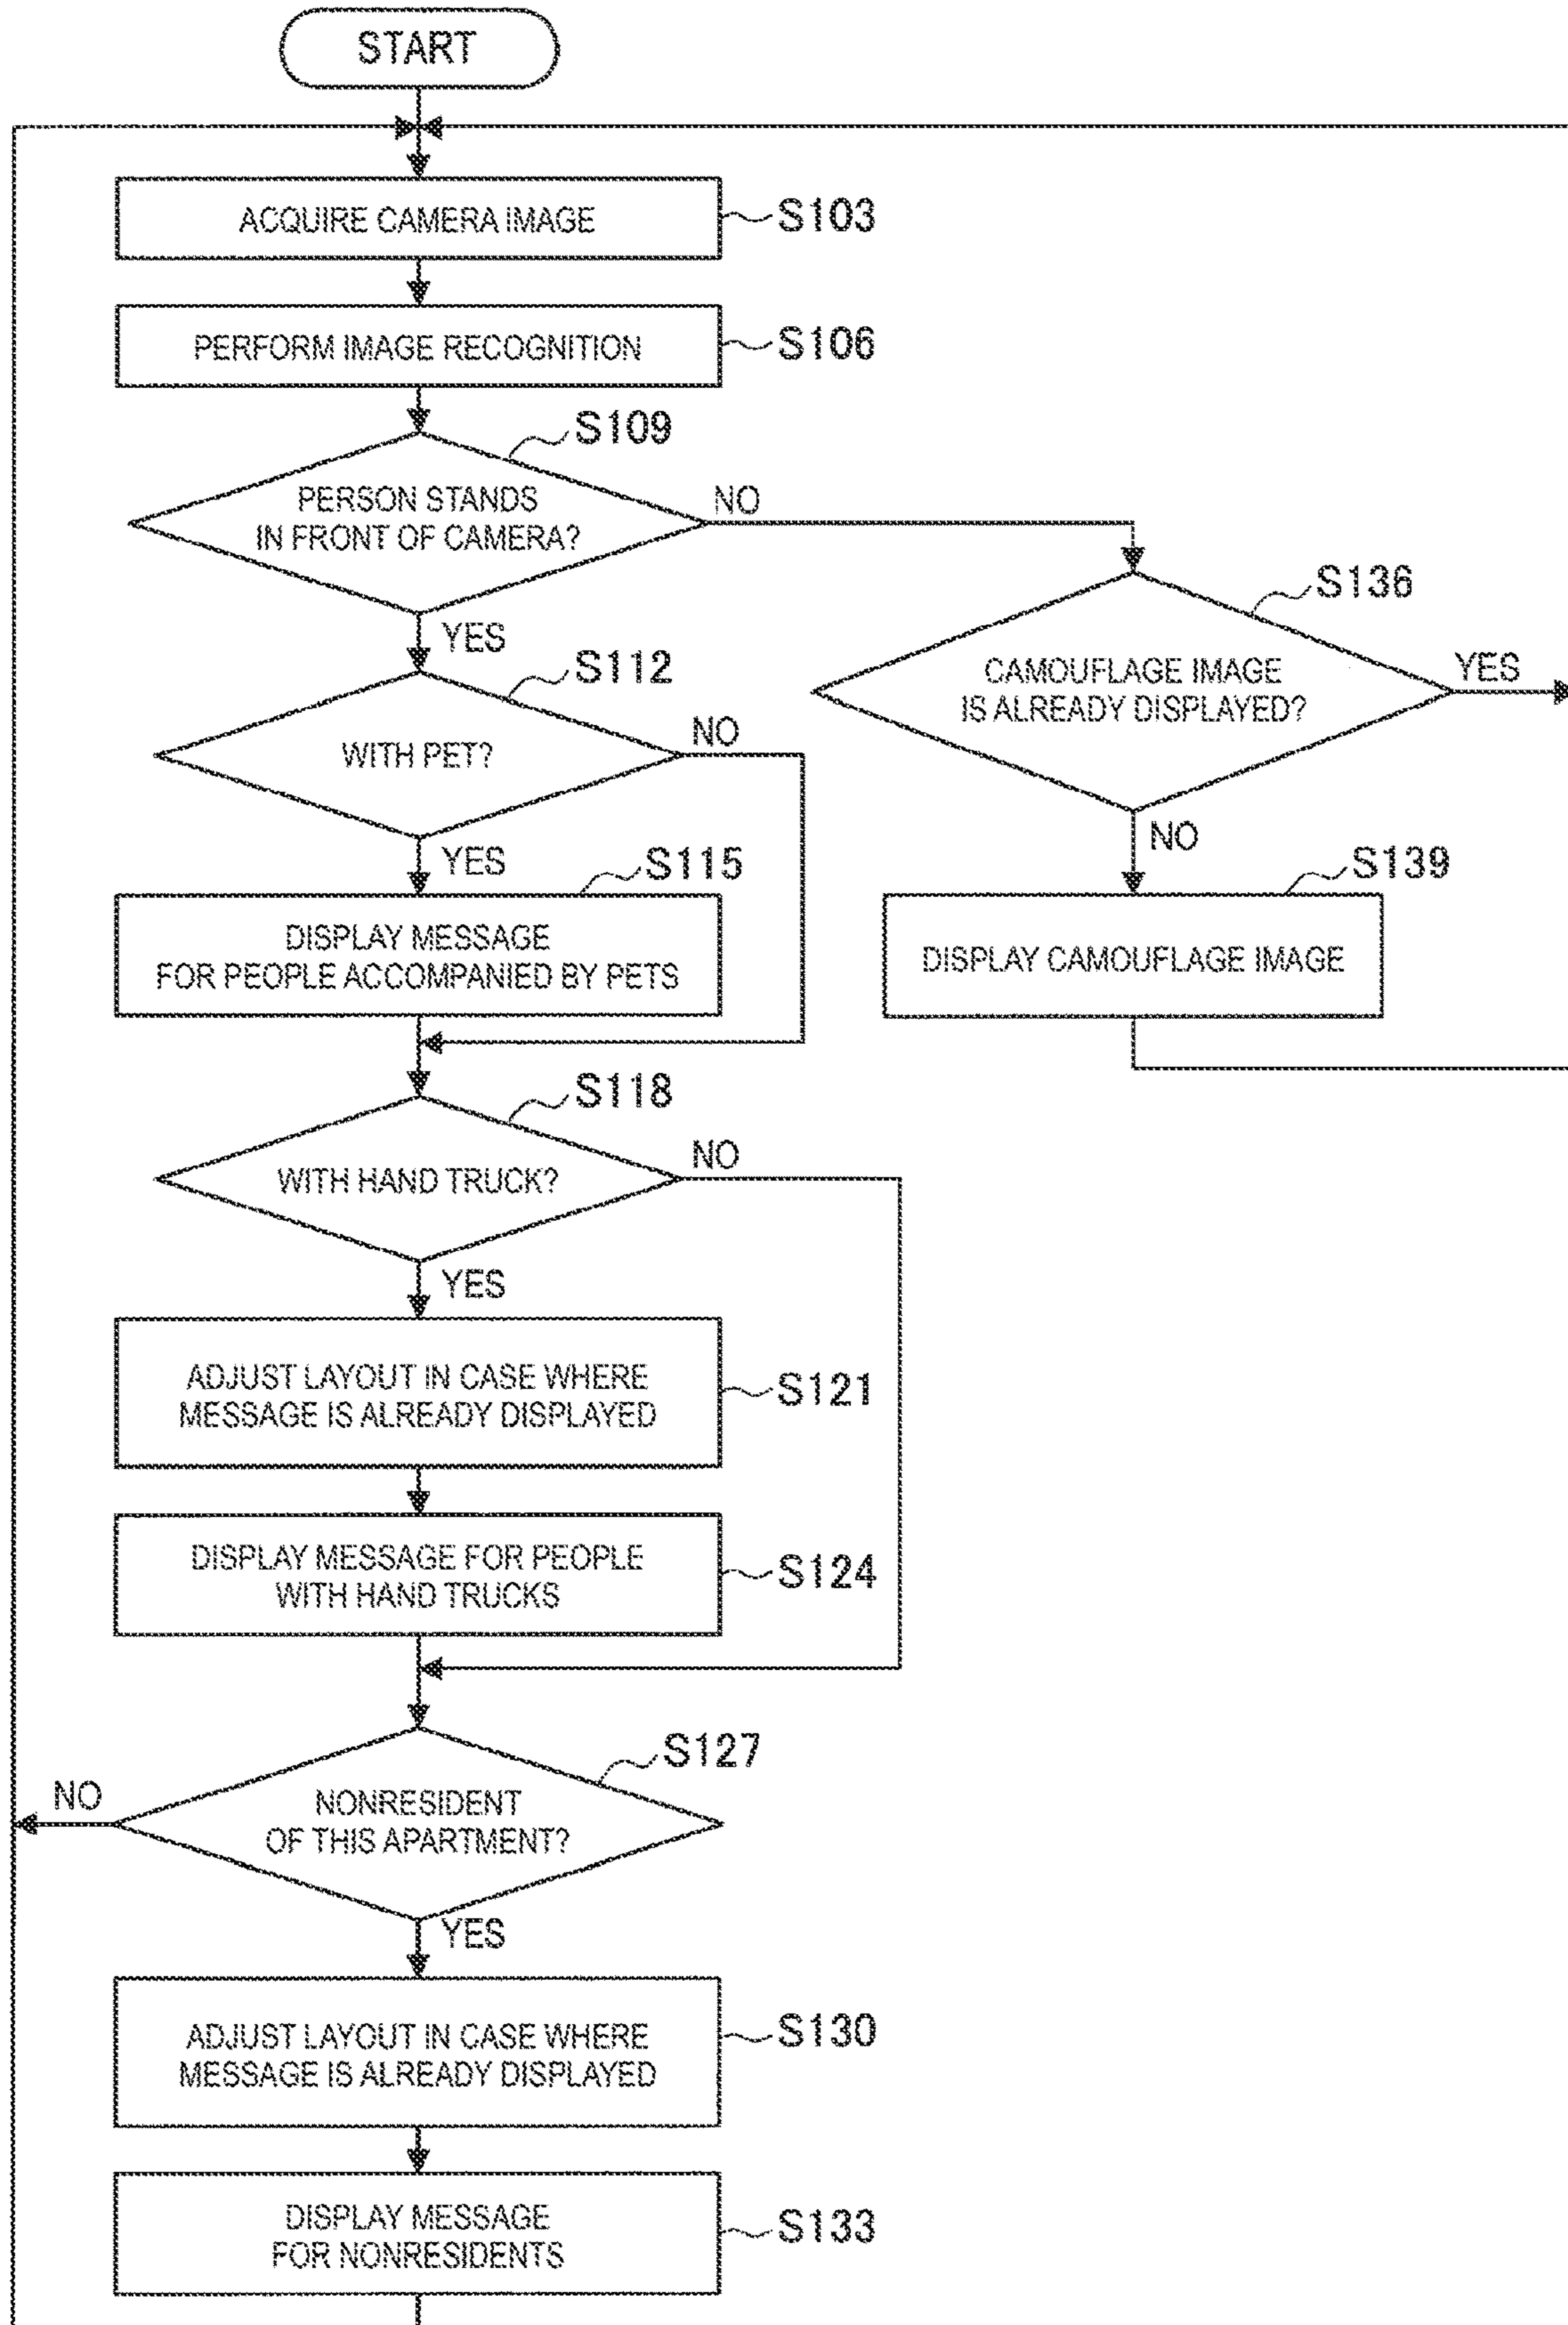 START
ACQUIRE CAMERA IMAGE
S103
PERFORM IMAGE RECOGNITION
S106
S109
PERSON STANDS
IN FRONT OF CAMERA?
NO
YES
S136
CAMOUFLAGE IMAGE
IS ALREADY DISPLAYED?
YES
NO
S139
DISPLAY CAMOUFLAGE IMAGE
S112
WITH PET?
NO
YES
S115
DISPLAY MESSAGE
FOR PEOPLE ACCOMPANIED BY PETS
S118
WITH HAND TRUCK?
NO
YES
ADJUST LAYOUT IN CASE WHERE
MESSAGE IS ALREADY DISPLAYED
S121
DISPLAY MESSAGE FOR PEOPLE
WITH HAND TRUCKS
S124
S127
NONRESIDENT
OF THIS APARTMENT?
NO
YES
ADJUST LAYOUT IN CASE WHERE
MESSAGE IS ALREADY DISPLAYED
S130
DISPLAY MESSAGE
FOR NONRESIDENTS
S133